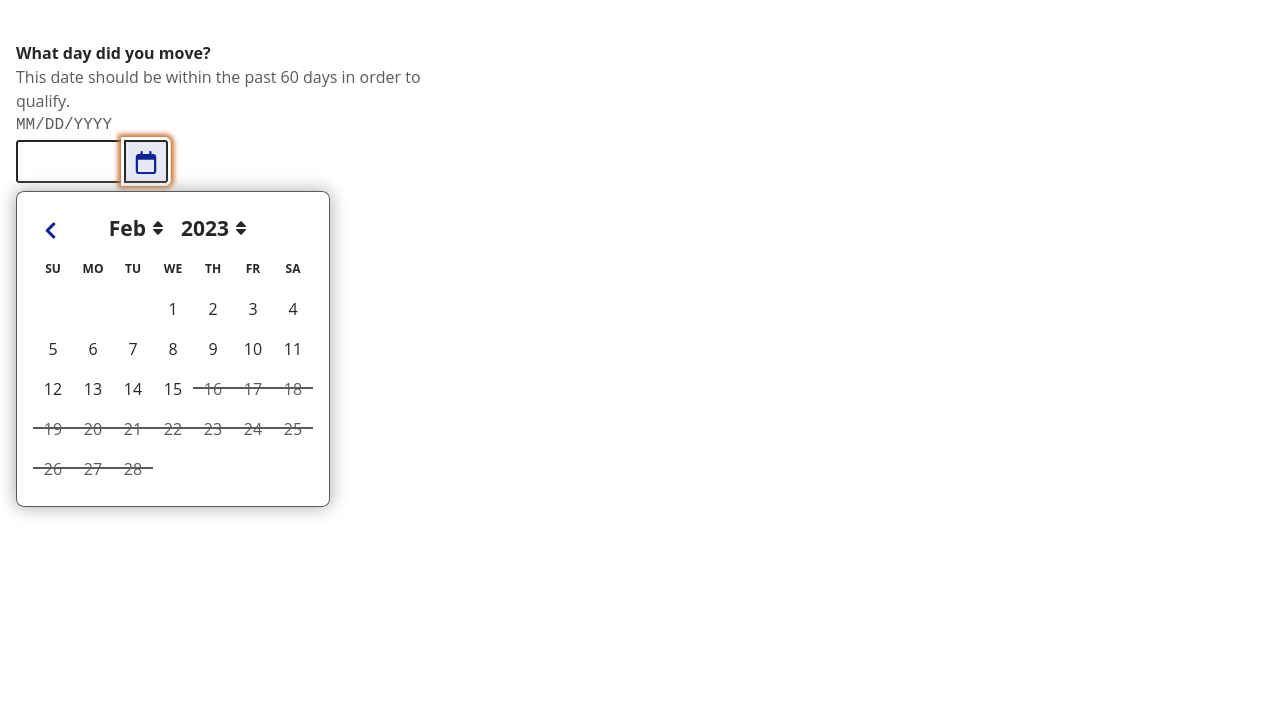 What day did you move?
This date should be within the past 60 days in order to
qualify.
MM/DD/YYYY
Feb 2023
SU MO TU WE TH FR SA
1 2 3 4
5 6 7 8 9 10 11
12 13 14 15 16 17 18
19 20 21 22 23 24 25
26 27 28